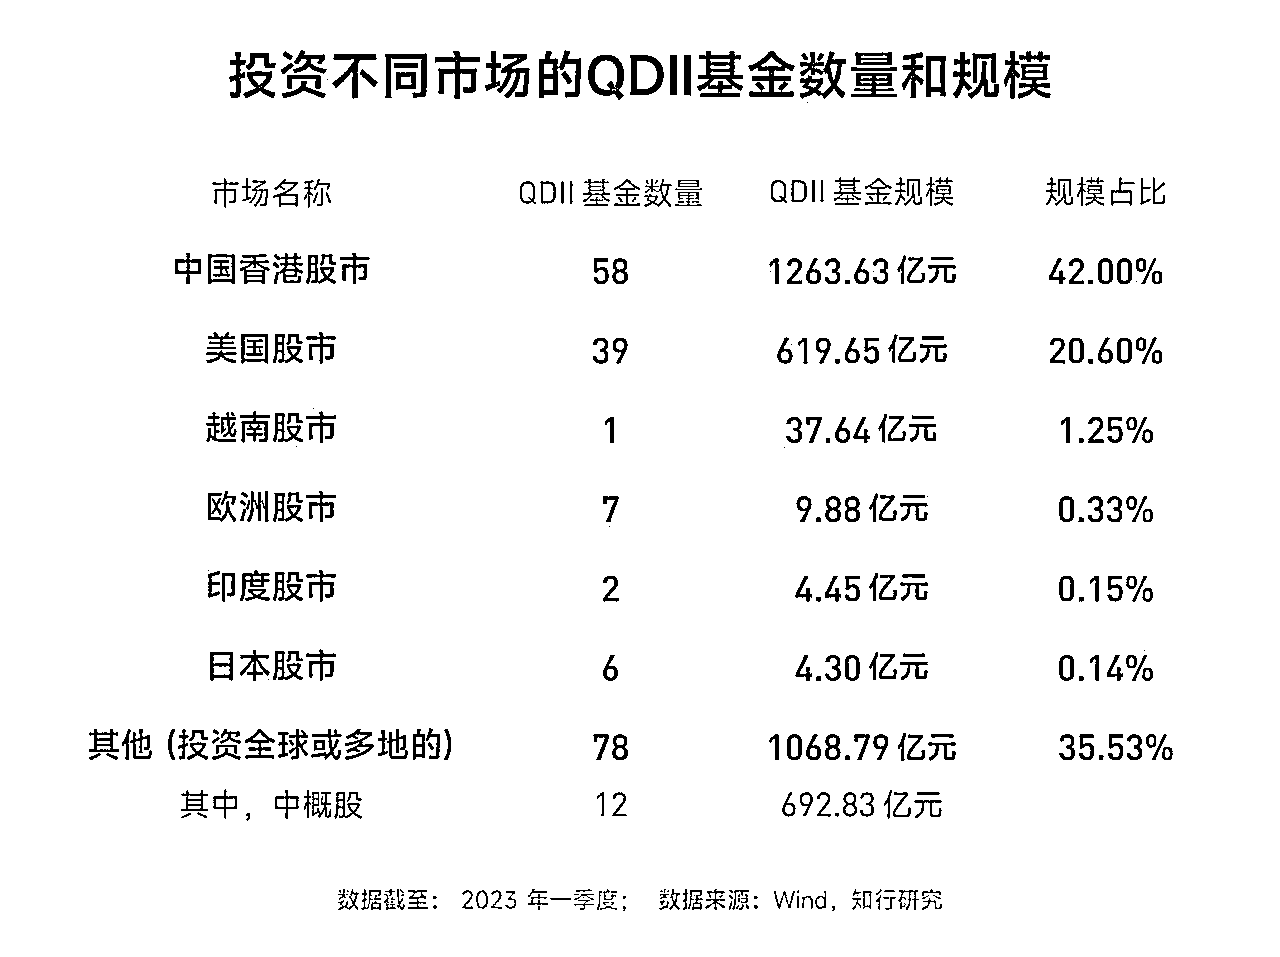 投资不同市场的QDII基金数量和规模
市场名称 QDII 基金数量 QDII 基金规模 规模占比
中国香港股市 58 1263.63 亿元 42.00%
美国股市 39 619.65 亿元 20.60%
越南股市 1 37.64 亿元 1.25%
欧洲股市 7 9.88 亿元 0.33%
印度股市 2 4.45 亿元 0.15%
日本股市 6 4.30 亿元 0.14%
其他（投资全球或多地的） 78 1068.79 亿元 35.53%
其中，中概股 12 692.83 亿元
数据截至： 2023 年一季度； 数据来源：Wind，知行研究